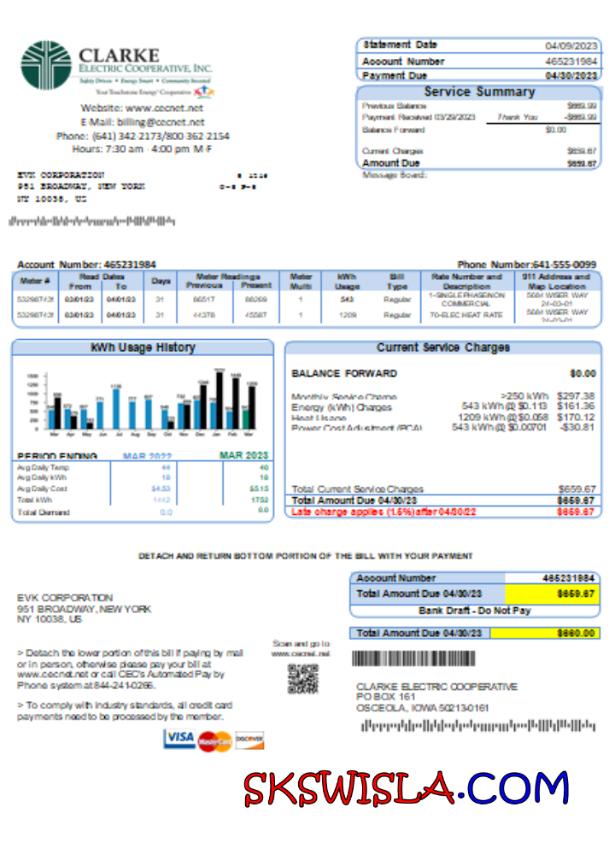 CLARKE
ELECTRIC COOPERATIVE, INC.
Safety Driven • Energy Smart • Community Invested
Your Touchstone Energy® Cooperative
Website: www.cecnet.net
E-Mail: billing@cecnet.net
Phone: (641) 342 2173/800 362 2154
Hours: 7:30 am - 4:00 pm M-F
Statement Date 04/09/2023
Account Number 465231984
Payment Due 04/30/2023
Service Summary
Previous Balance $669.99
Payment Received 03/29/2023 Thank You -$669.99
Balance Forward $0.00
Current Charges $659.67
Amount Due $659.67
Message Board:
EVK CORPORATION
951 BROADWAY, NEW YORK
NY 10038, US
Account Number: 465231984 Phone Number:641-555-0099
Meter # Read Dates From To Days Meter Readings Previous Present Meter Multi kWh Usage Bill Type Rate Number and Description 911 Address and Map Location
03/01/23 04/01/23 31 86517 88269 1 543 Regular 1-SINGLE PHASE/NON COMMERCIAL WISER WAY
03/01/23 04/01/23 31 44378 45587 1 1209 Regular 70-ELEC HEAT RATE WISER WAY
kWh Usage History
Mar Apr May Jun Jul Aug Sep Oct Nov Dec Jan Feb Mar
PERIOD ENDING MAR 2022 MAR 2023
Avg Daily Temp 44 40
Avg Daily kWh 18
Avg Daily Cost $4.53 $5.15
Total kWh 1752
Total Demand 0.0 0.0
Current Service Charges
BALANCE FORWARD $0.00
Monthly Service Charge >250 kWh $297.38
Energy (kWh) Charges 543 kWh @ $0.113 $161.36
Heat Usage 1209 kWh @ $0.058 $170.12
Power Cost Adjustment (PCA) 543 kWh @ $0.00701 -$30.81
Total Current Service Charges $659.67
Total Amount Due 04/30/23 $659.67
Late charge applies (1.5%) after 04/30/22 $659.67
DETACH AND RETURN BOTTOM PORTION OF THE BILL WITH YOUR PAYMENT
EVK CORPORATION
951 BROADWAY, NEW YORK
NY 10038, US
Account Number 465231984
Total Amount Due 04/30/23 $659.67
Bank Draft - Do Not Pay
Total Amount Due 04/30/23 $660.00
> Detach the lower portion of this bill if paying by mail
or in person, otherwise please pay your bill at
www.cecnet.net or call CEC's Automated Pay by
Phone system at 844-241-0266.
> To comply with industry standards, all credit card
payments need to be processed by the member.
Scan and go to
www.cecnet.net
VISA MasterCard DISCOVER
CLARKE ELECTRIC COOPERATIVE
PO BOX 161
OSCEOLA, IOWA 50213-0161
SKSWISLA.COM